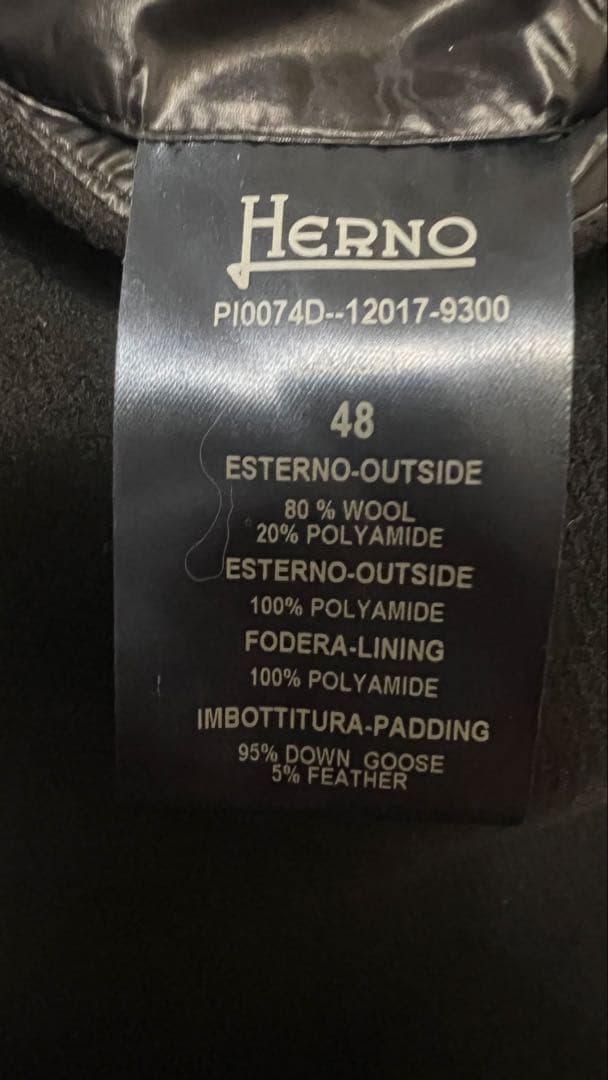 HERNO
PI0074D--12017-9300
48
ESTERNO-OUTSIDE
80 % WOOL
20% POLYAMIDE
ESTERNO-OUTSIDE
100% POLYAMIDE
FODERA-LINING
100% POLYAMIDE
IMBOTTITURA-PADDING
95% DOWN GOOSE
5% FEATHER